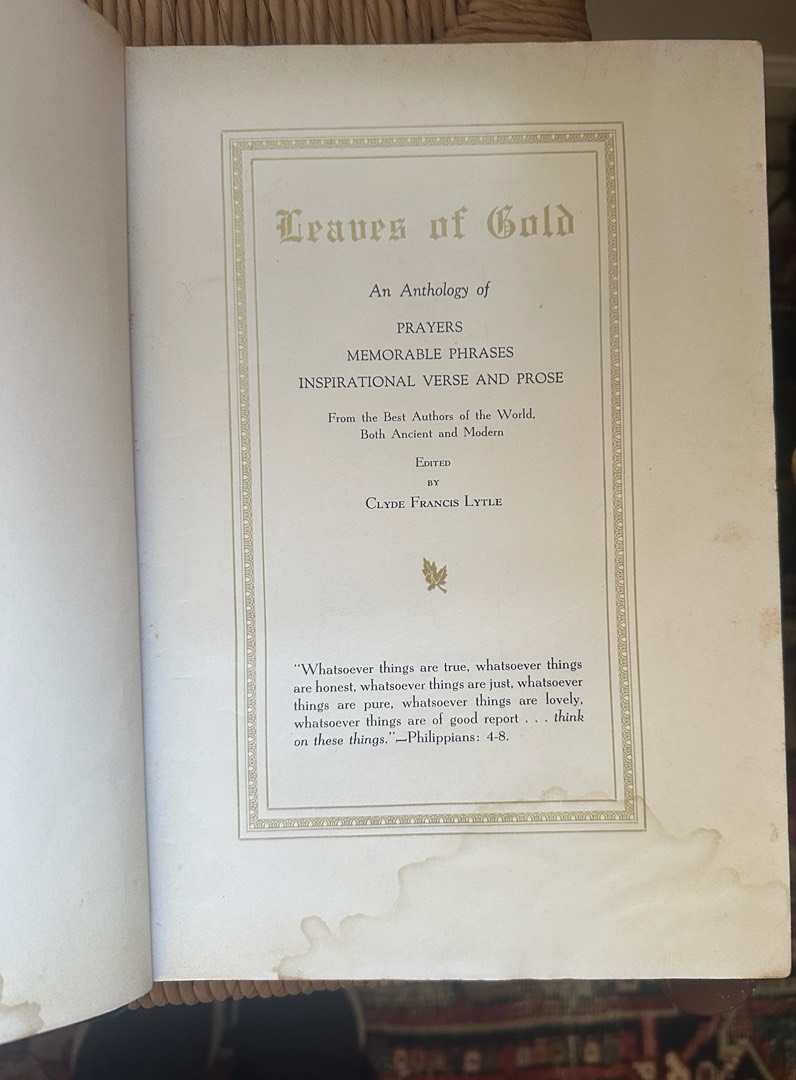 Leaves of Gold
An Anthology of
PRAYERS
MEMORABLE PHRASES
INSPIRATIONAL VERSE AND PROSE
From the Best Authors of the World,
Both Ancient and Modern
EDITED
BY
CLYDE FRANCIS LYTLE
"Whatsoever things are true, whatsoever things
are honest, whatsoever things are just, whatsoever
things are pure, whatsoever things are lovely,
whatsoever things are of good report . . . think
on these things."—Philippians: 4-8.